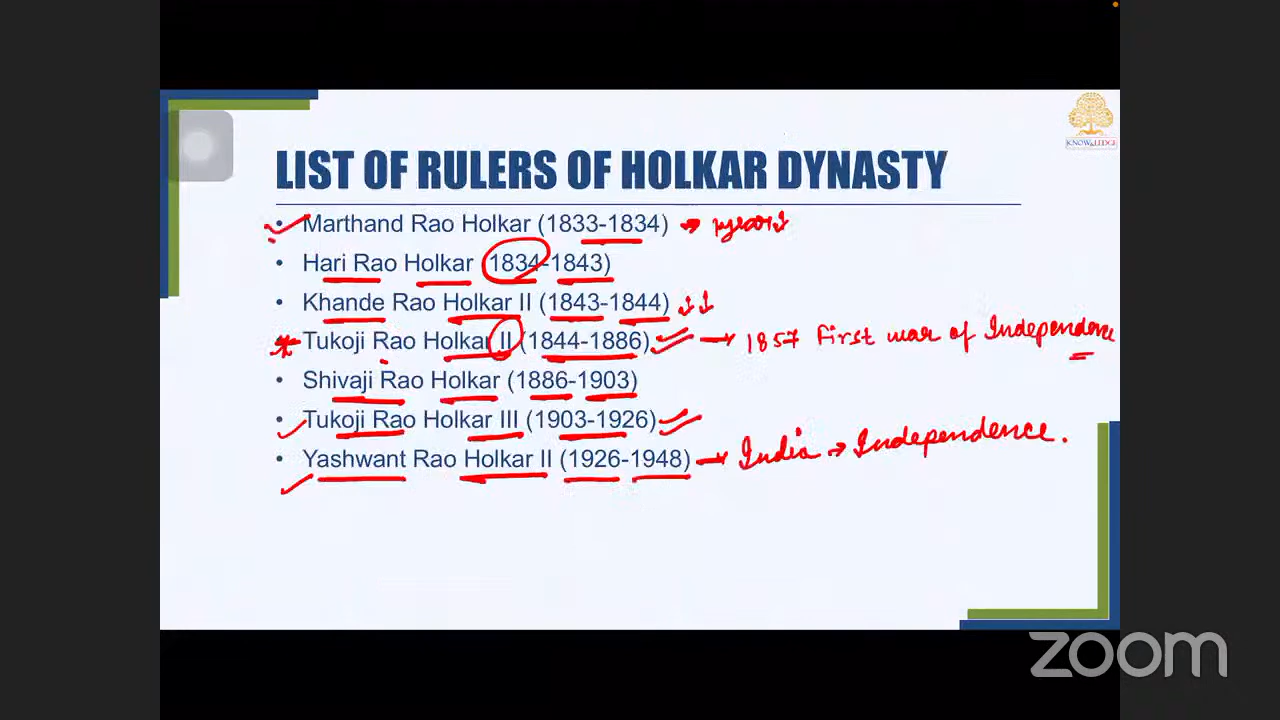 KNOWLEDGE
LIST OF RULERS OF HOLKAR DYNASTY
• Marthand Rao Holkar (1833-1834) →
• Hari Rao Holkar (1834-1843)
• Khande Rao Holkar II (1843-1844) ↓↓
• Tukoji Rao Holkar II (1844-1886) → 1857 First war of Independence
• Shivaji Rao Holkar (1886-1903)
• Tukoji Rao Holkar III (1903-1926)
• Yashwant Rao Holkar II (1926-1948) → India → Independence.
zoom